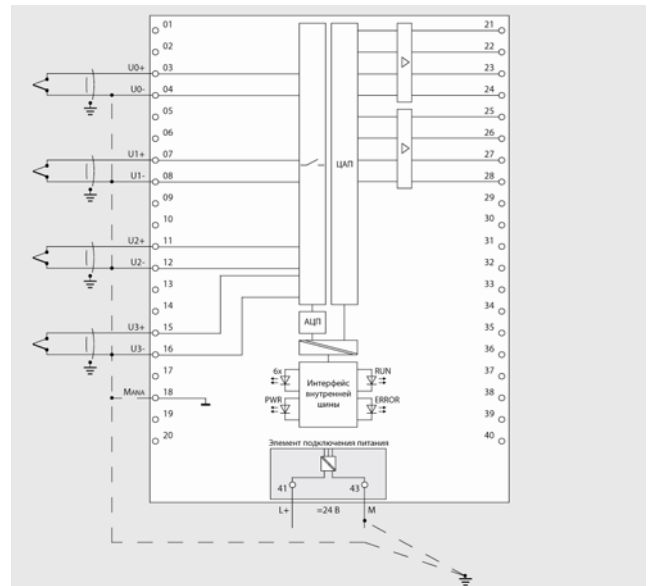 01 21
02 22
U0+ 03 23
U0- 04 24
05 25
06 26
U1+ 07 ЦАП 27
U1- 08 28
09 29
10 30
U2+ 11 31
U2- 12 32
13 33
14 34
U3+ 15 АЦП 35
U3- 16 36
17 37
6x RUN
Интерфейс
внутренней
шины
MANA 18 38
PWR ERROR
19 39
20 40
Элемент подключения питания
41 43
L+ =24 В M